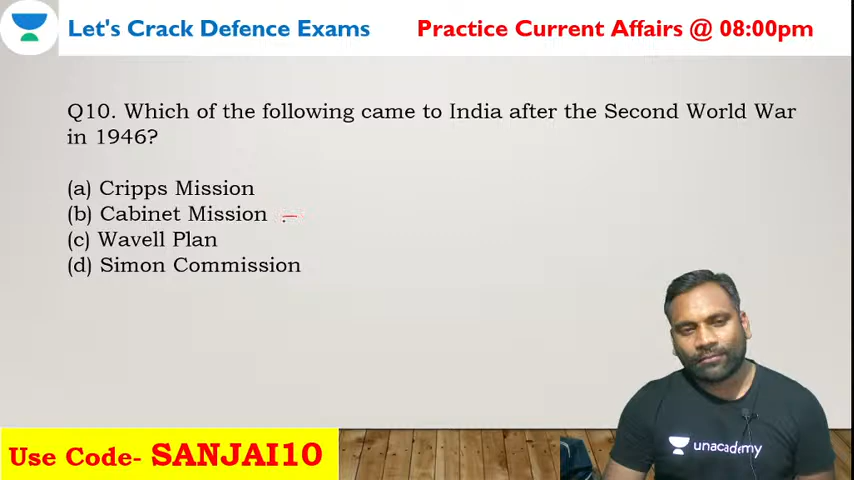 Let's Crack Defence Exams
Practice Current Affairs @ 08:00pm
Q10. Which of the following came to India after the Second World War
in 1946?
(a) Cripps Mission
(b) Cabinet Mission
(c) Wavell Plan
(d) Simon Commission
unacademy
Use Code- SANJAI10